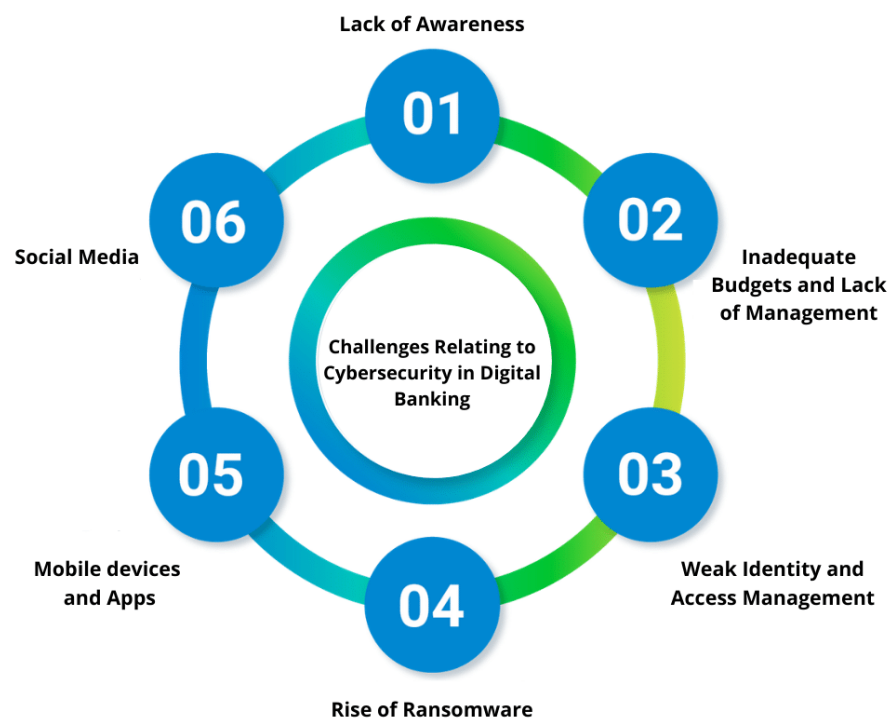 Lack of Awareness
01
02
Inadequate
Budgets and Lack
of Management
03
Weak Identity and
Access Management
04
Rise of Ransomware
05
Mobile devices
and Apps
06
Social Media
Challenges Relating to
Cybersecurity in Digital
Banking